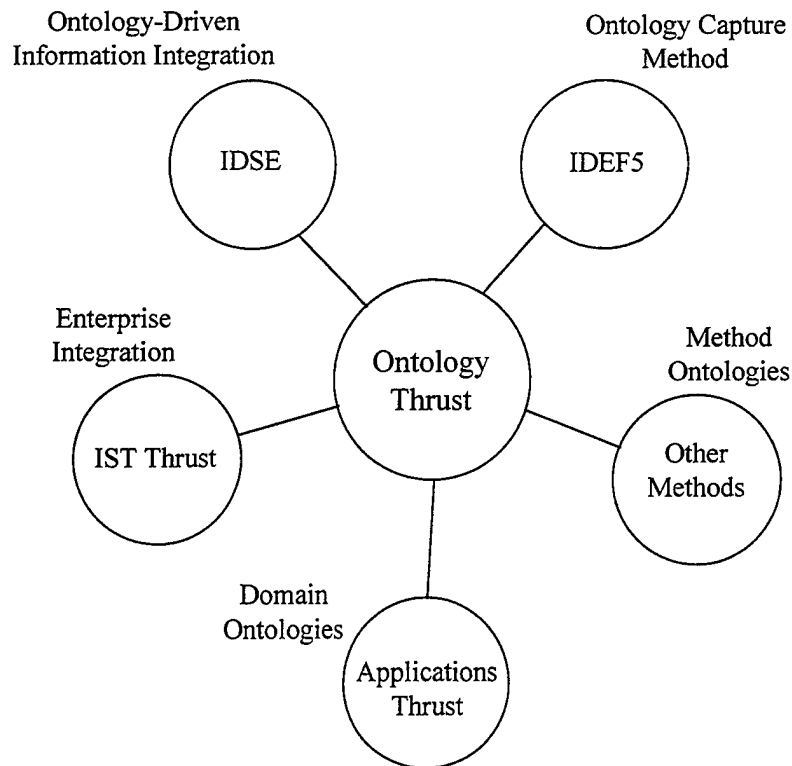 Ontology-Driven
Information Integration
IDSE
Ontology Capture
Method
IDEF5
Enterprise
Integration
IST Thrust
Ontology
Thrust
Method
Ontologies
Other
Methods
Domain
Ontologies
Applications
Thrust